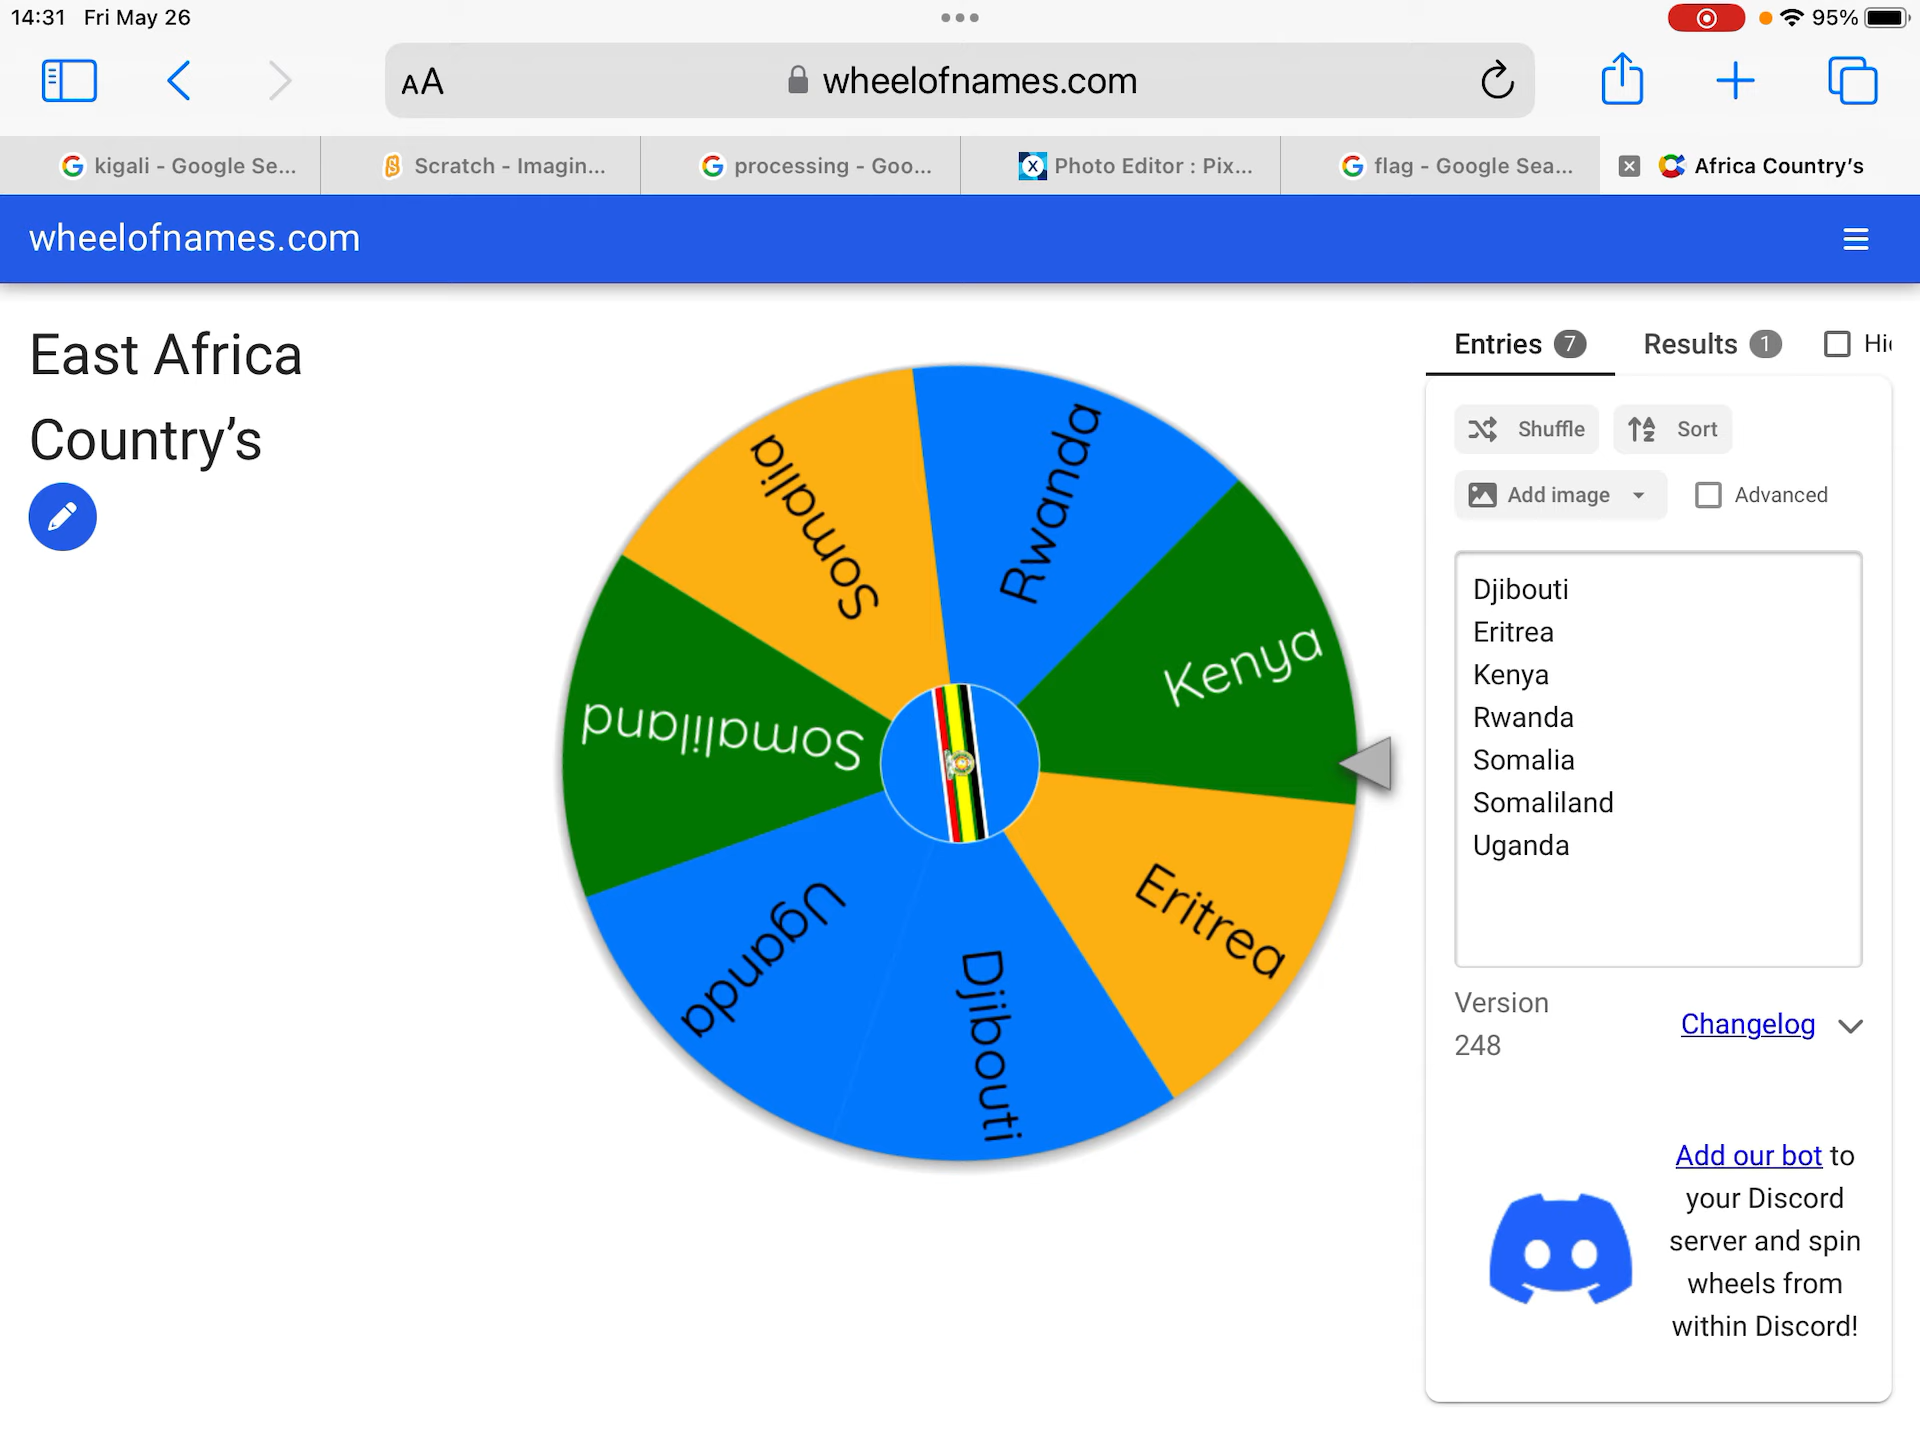 14:31 Fri May 26
95%
AA
wheelofnames.com
kigali - Google Se...
Scratch - Imagin...
processing - Goo...
Photo Editor : Pix...
flag - Google Sea...
Africa Country’s
wheelofnames.com
East Africa
Country’s
Entries 7
Results 1
Hi
Shuffle
Sort
Add image
Advanced
Djibouti
Eritrea
Kenya
Rwanda
Somalia
Somaliland
Uganda
Version
248
Changelog
Add our bot to
your Discord
server and spin
wheels from
within Discord!
Somalia
Rwanda
Kenya
Somaliland
Uganda
Djibouti
Eritrea